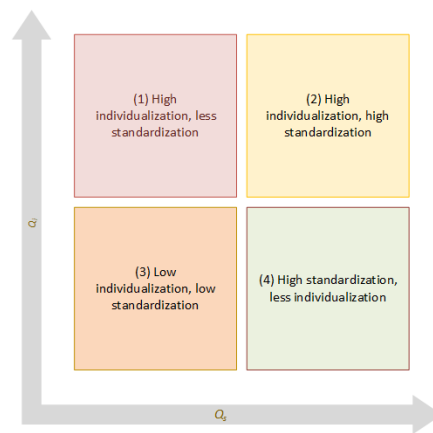 (1) High
individualization, less
standardization
(2) High
individualization, high
standardization
(3) Low
individualization, low
standardization
(4) High standardization,
less individualization
Qᵢ
Qₛ